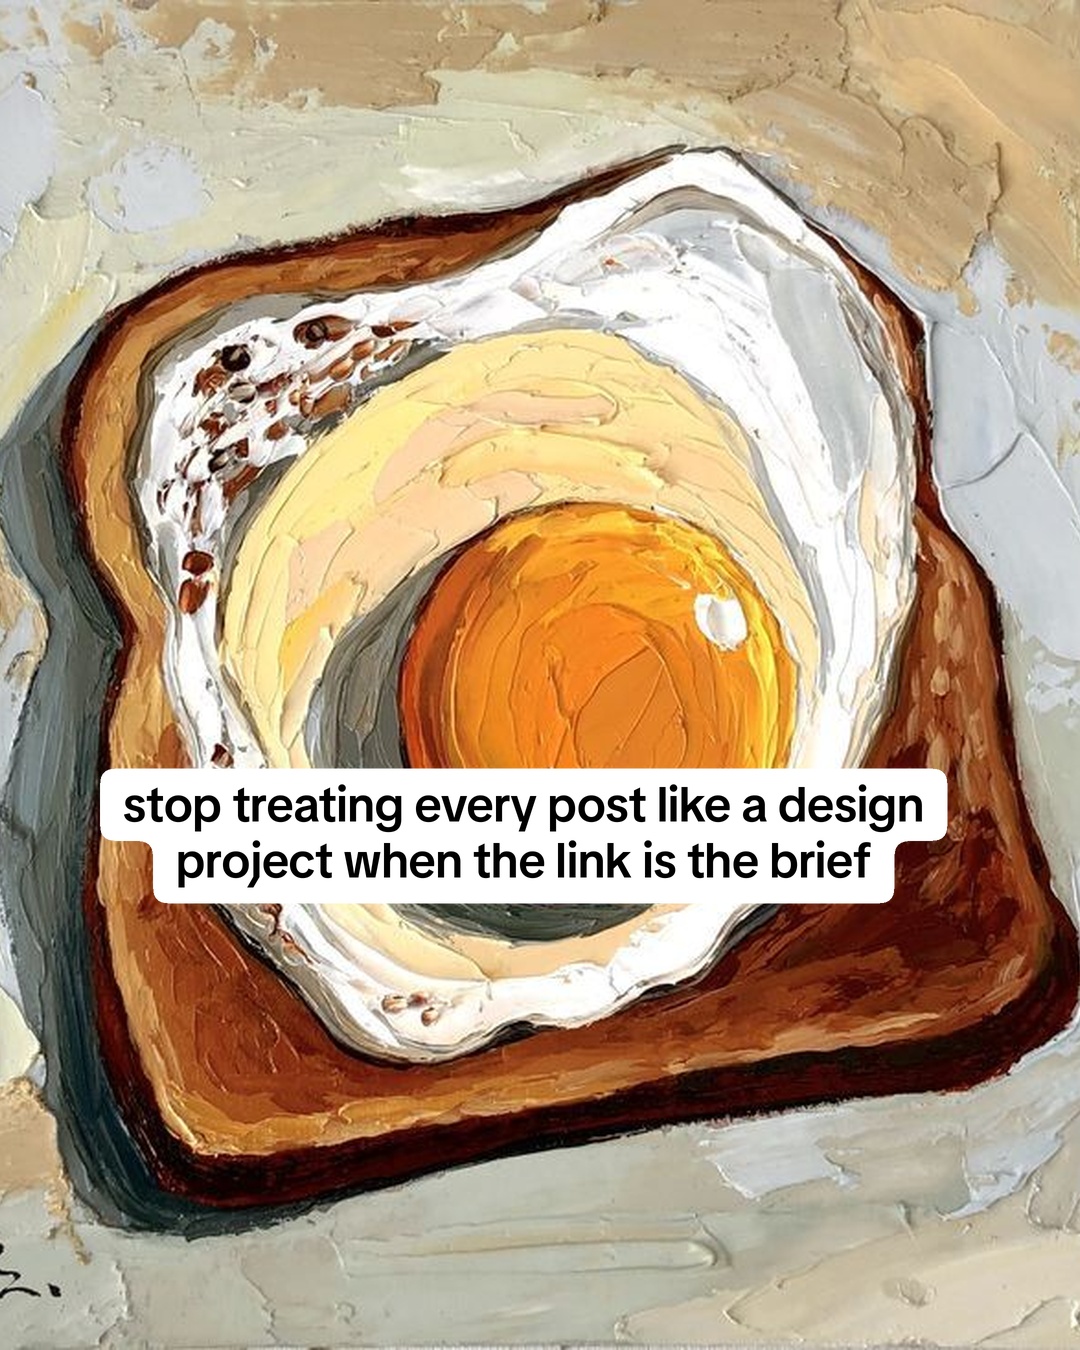 stop treating every post like a design
project when the link is the brief